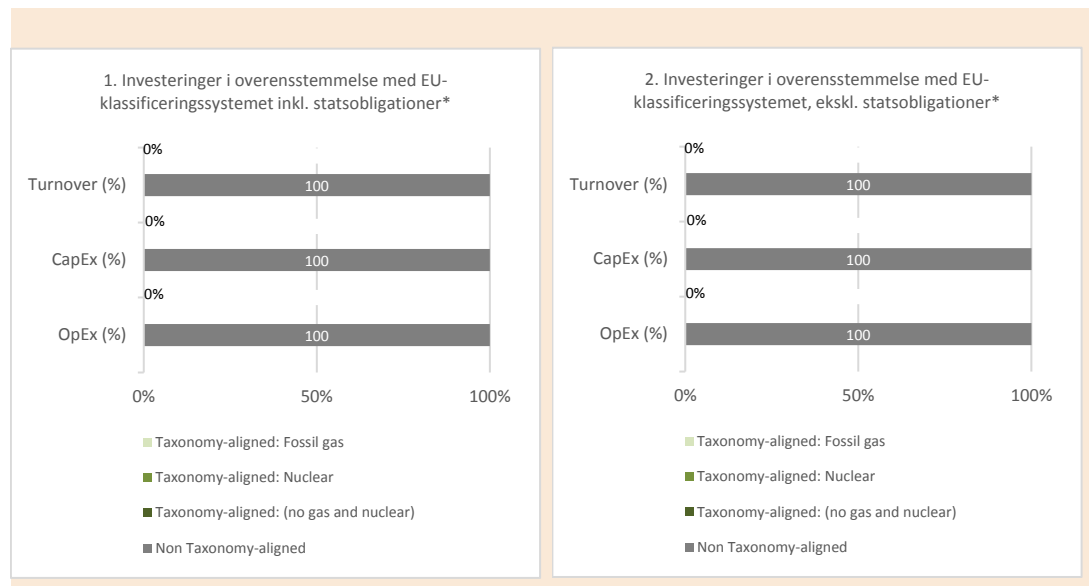 1. Investeringer i overensstemmelse med EU-
klassificeringssystemet inkl. statsobligationer*
0%
Turnover (%)
100
0%
CapEx (%)
100
0%
OpEx (%)
100
0%
50%
100%
Taxonomy-aligned: Fossil gas
Taxonomy-aligned: Nuclear
Taxonomy-aligned: (no gas and nuclear)
Non Taxonomy-aligned
2. Investeringer i overensstemmelse med EU-
klassificeringssystemet, ekskl. statsobligationer*
0%
Turnover (%)
100
0%
CapEx (%)
100
0%
OpEx (%)
100
0%
50%
100%
Taxonomy-aligned: Fossil gas
Taxonomy-aligned: Nuclear
Taxonomy-aligned: (no gas and nuclear)
Non Taxonomy-aligned